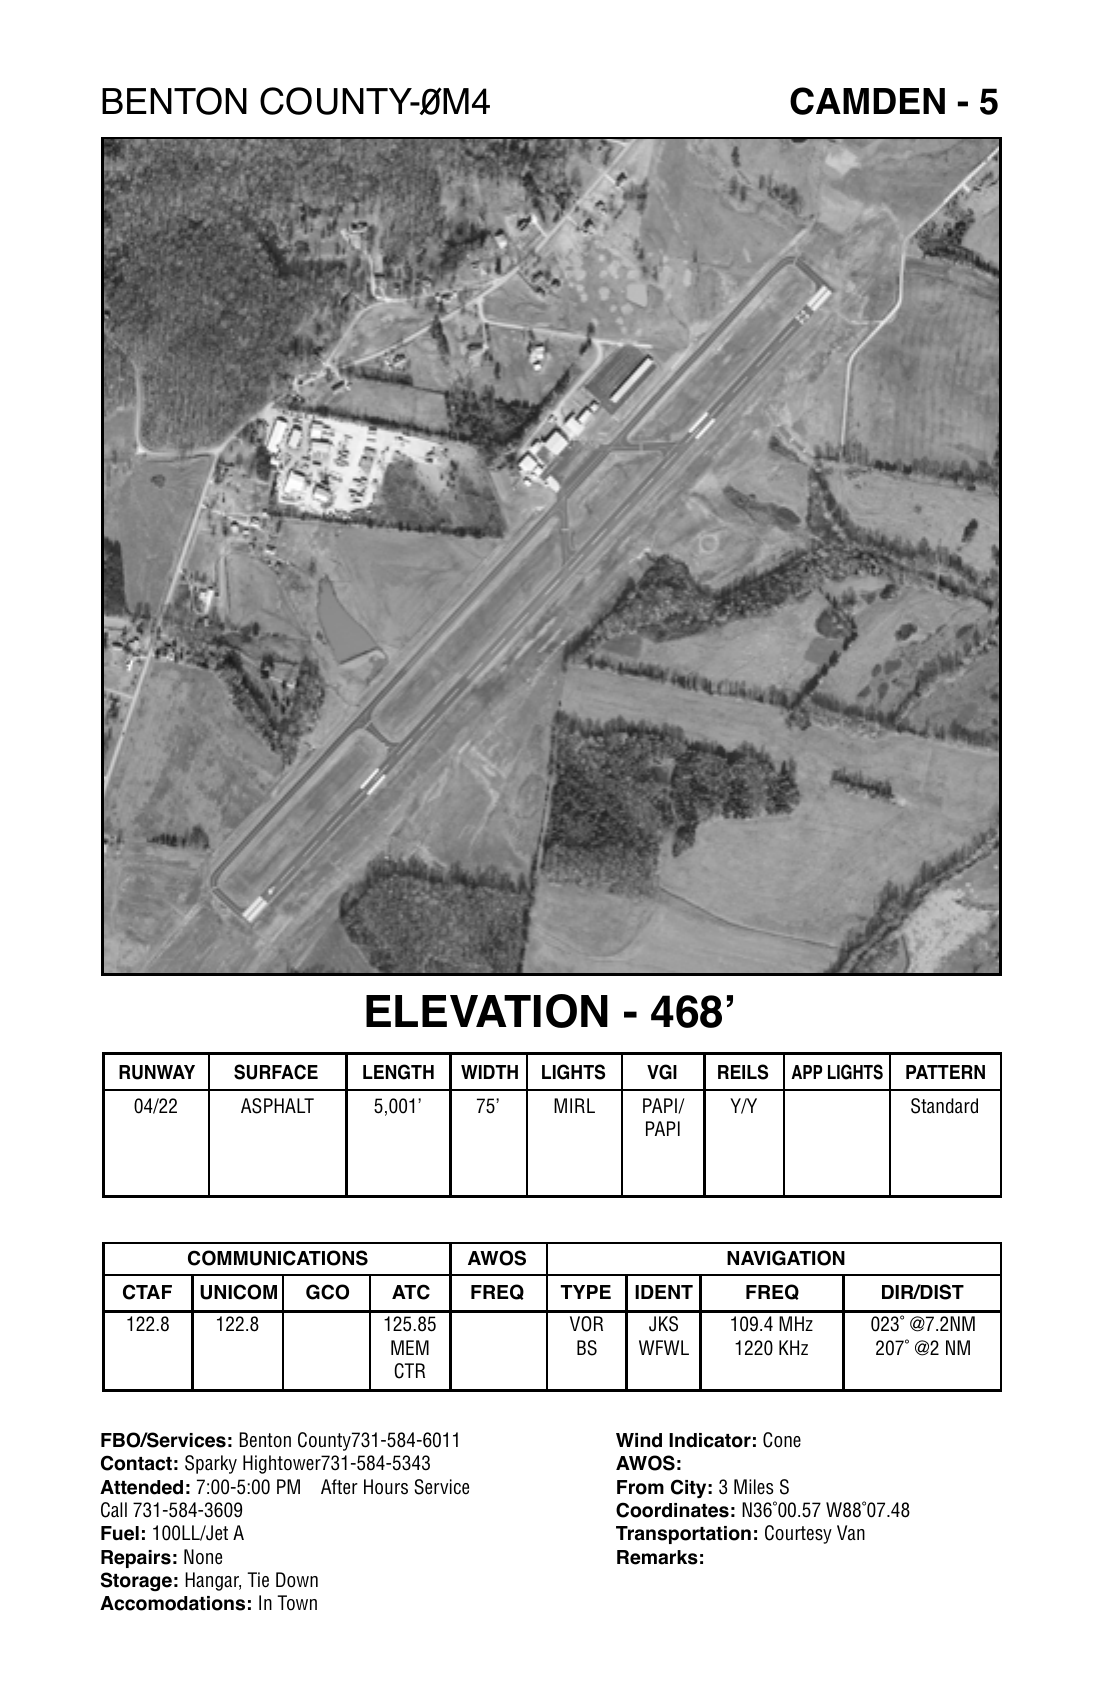 BENTON COUNTY-ØM4
CAMDEN - 5
ELEVATION - 468’
RUNWAY SURFACE LENGTH WIDTH LIGHTS VGI REILS APP LIGHTS PATTERN
04/22 ASPHALT 5,001’ 75’ MIRL PAPI/ Y/Y Standard
PAPI
COMMUNICATIONS AWOS NAVIGATION
CTAF UNICOM GCO ATC FREQ TYPE IDENT FREQ DIR/DIST
122.8 122.8 125.85 VOR JKS 109.4 MHz 023˚ @7.2NM
MEM BS WFWL 1220 KHz 207˚ @2 NM
CTR
FBO/Services: Benton County731-584-6011
Contact: Sparky Hightower731-584-5343
Attended: 7:00-5:00 PM After Hours Service
Call 731-584-3609
Fuel: 100LL/Jet A
Repairs: None
Storage: Hangar, Tie Down
Accomodations: In Town
Wind Indicator: Cone
AWOS:
From City: 3 Miles S
Coordinates: N36˚00.57 W88˚07.48
Transportation: Courtesy Van
Remarks: